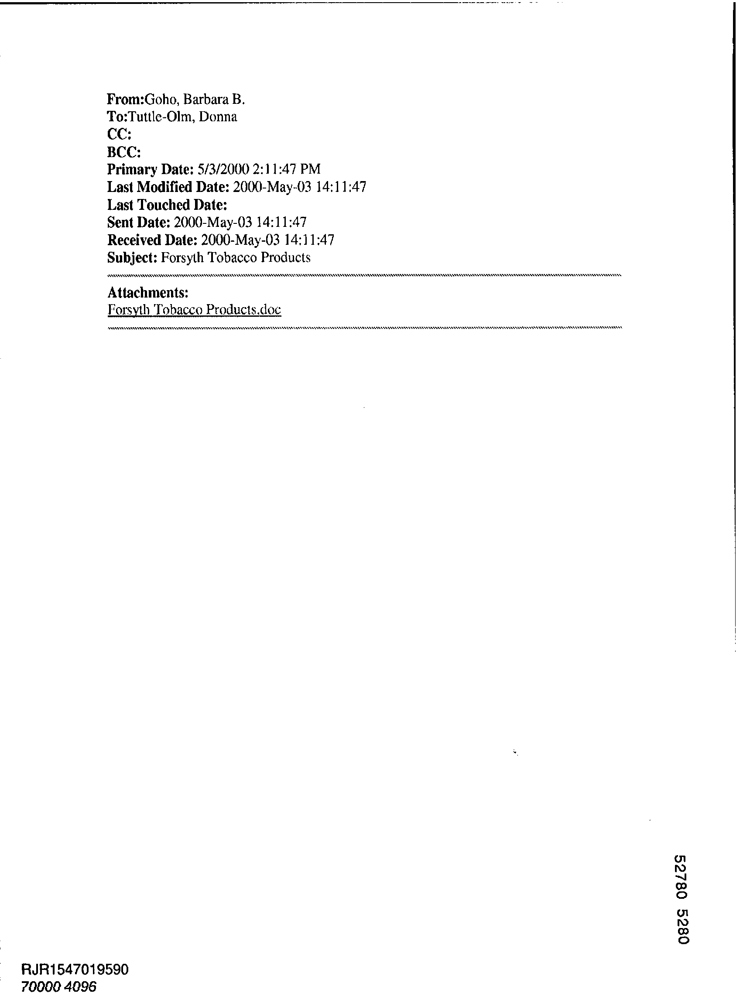 From:Goho, Barbara B.
To:Tuttle-Olm, Donna
CC:
BCC:
Primary Date: 5/3/2000 2:11:47 PM
Last Modified Date: 2000-May-03 14:11:47
Last Touched Date:
Sent Date: 2000-May-03 14:11:47
Received Date: 2000-May-03 14:11:47
Subject: Forsyth Tobacco Products
Attachments:
Forsyth Tobacco Products.doc
52780 5280
RJR1547019590
70000 4096